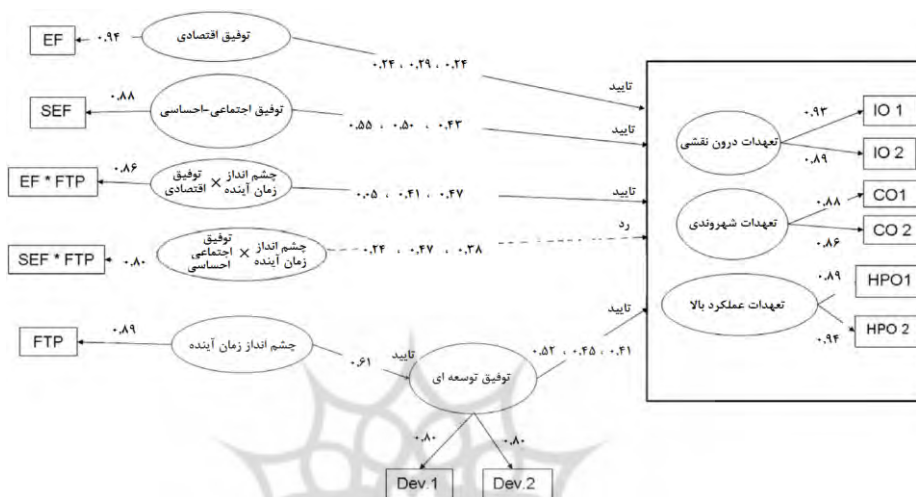 EF
۰.۹۴
توفیق اقتصادی
۰.۲۴ ، ۰.۲۹ ، ۰.۲۴
تایید
SEF
۰.۸۸
توفیق اجتماعی-احساسی
۰.۵۵ ، ۰.۵۰ ، ۰.۴۳
تایید
EF * FTP
۰.۸۶
چشم انداز × توفیق
زمان آینده اقتصادی
۰.۰۵ ، ۰.۴۱ ، ۰.۴۷
تایید
SEF * FTP
۰.۸۰
چشم انداز × توفیق
زمان آینده اجتماعی
احساسی
۰.۲۴ ، ۰.۴۷ ، ۰.۳۸
رد
FTP
۰.۸۹
چشم انداز زمان آینده
۰.۶۱
تایید
توفیق توسعه ای
۰.۵۲ ، ۰.۴۵ ، ۰.۴۱
تایید
۰.۸۰
۰.۸۰
Dev.1
Dev.2
تعهدات درون نقشی
۰.۹۳
IO 1
۰.۸۹
IO 2
تعهدات شهروندی
۰.۸۸
CO1
۰.۸۶
CO 2
تعهدات عملکرد بالا
۰.۸۹
HPO1
۰.۹۴
HPO 2